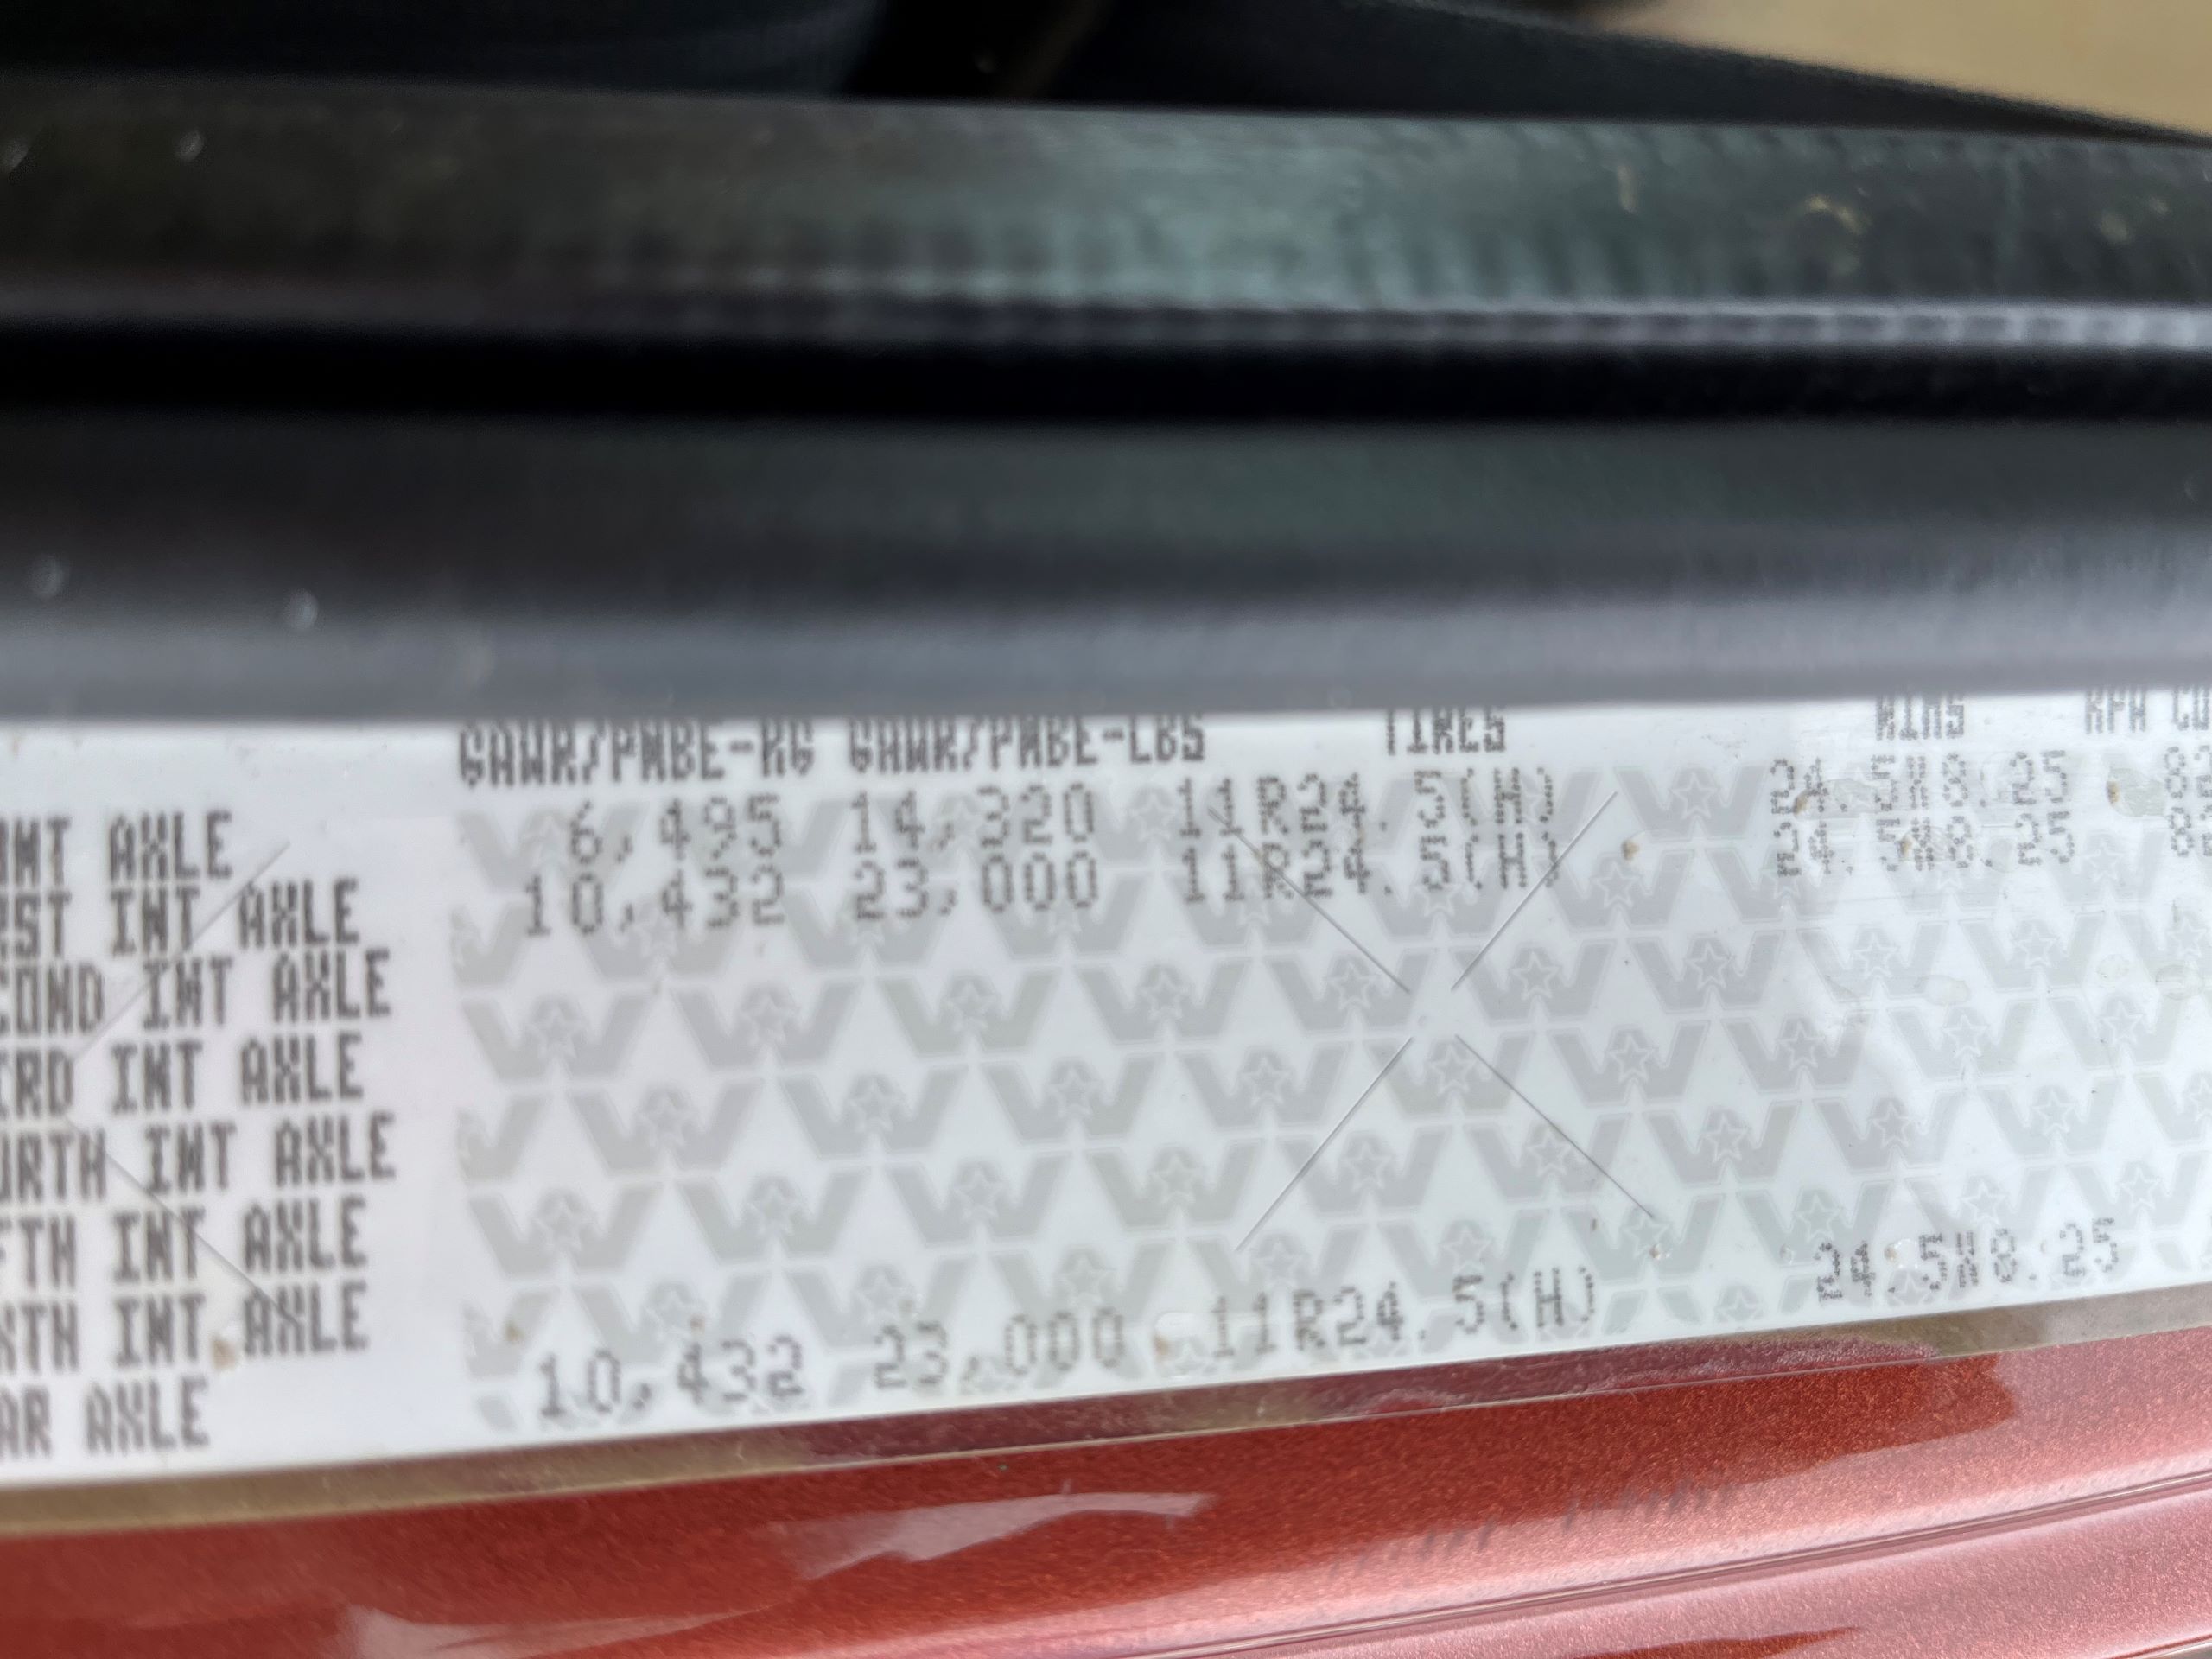 GAWR/PNBE-KG GAWR/PNBE-LBS TIRES RIMS
AXLE 6,495 14,320 11R24.5(H) 24.5X8.25
INT AXLE 10,432 23,000 11R24.5(H) 24.5X8.25
INT AXLE
INT AXLE
INT AXLE
INT AXLE
INT AXLE
AXLE 10,432 23,000 11R24.5(H) 24.5X8.25